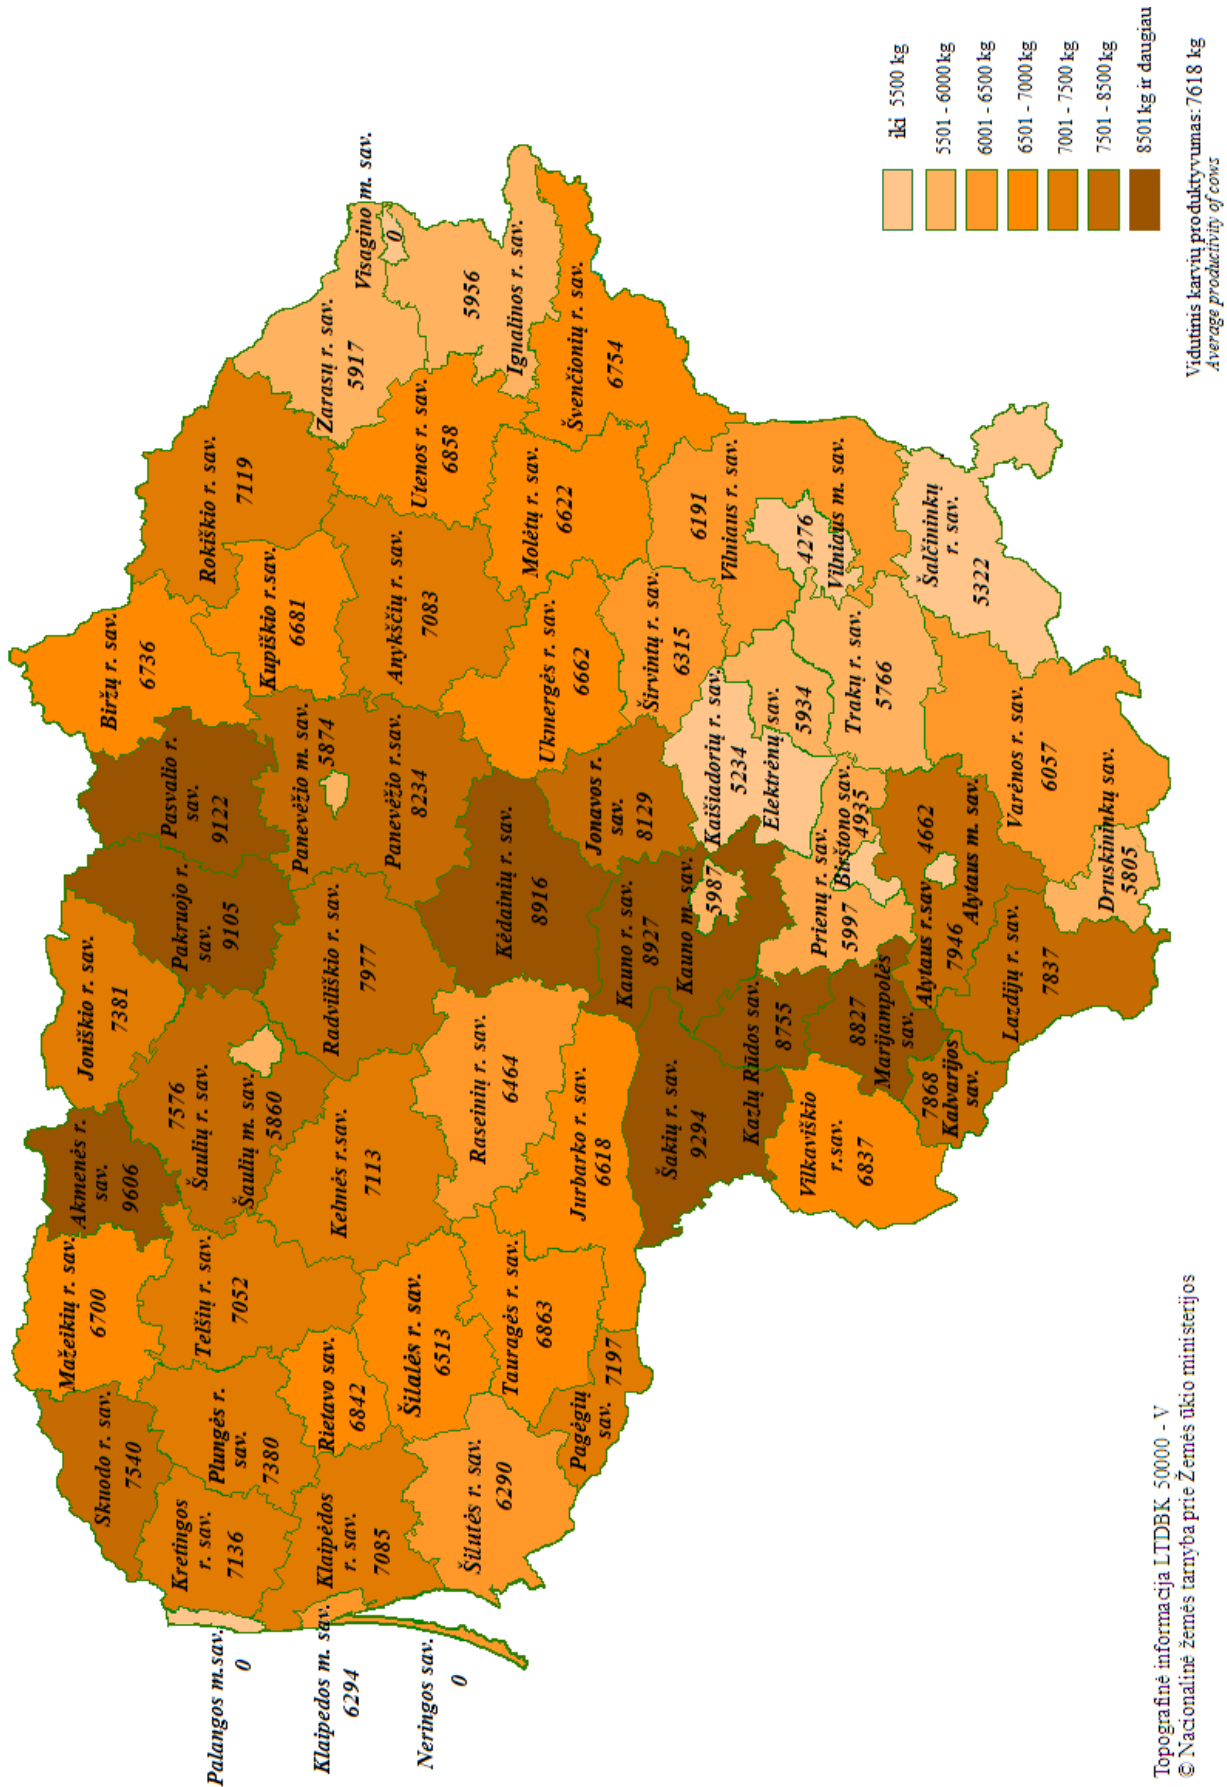 Skuodo r. sav.
7540
Mažeikių r. sav.
6700
Akmenės r.
sav.
9606
Joniškio r. sav.
7381
Pakruojo r.
sav.
9105
Pasvalio r.
sav.
9122
Biržų r. sav.
6736
Rokiškio r. sav.
7119
Kretingos
r. sav.
7136
Plungės r.
sav.
7380
Telšių r. sav.
7052
7576
Šaulių r. sav.
Šaulių m. sav.
5860
Radviliškio r. sav.
7977
Panevėžio m. sav.
5874
Panevėžio r.sav.
8234
Kupiškio r.sav.
6681
Anykščių r. sav.
7083
Utenos r. sav.
6858
Zarasų r. sav.
5917
Visagino m. sav.
0
Palangos m.sav.
0
Klaipedos m. sav.
6294
Neringos sav.
0
Klaipėdos
r. sav.
7085
Rietavo sav.
6842
Kelmės r.sav.
7113
Šilalės r. sav.
6513
Šilutės r. sav.
6290
Tauragės r. sav.
6863
Pagėgių
sav.
7197
Raseinių r. sav.
6464
Jurbarko r. sav.
6618
Kėdainių r. sav.
8916
Jonavos r.
sav.
8129
Ukmergės r. sav.
6662
Molėtų r. sav.
6622
5956
Ignalinos r. sav.
Švenčionių r. sav.
6754
Širvintų r. sav.
6315
6191
Vilniaus r. sav.
4276
Vilniaus m. sav.
Kauno r. sav.
8927
Kauno m. sav.
5987
Kaišiadorių r. sav.
5234
Elektrėnų sav.
5934
Trakų r. sav.
5766
Šalčininkų
r. sav.
5322
Šakių r. sav.
9294
Kazlų Rūdos sav.
8755
Prienų r. sav.
5997
Birštono sav.
4935
Vilkaviškio
r.sav.
6837
8827
Marijampolės
sav.
7868
Kalvarijos
sav.
Alytaus r.sav.
7946
4662
Alytaus m. sav.
Lazdijų r. sav.
7837
Varėnos r. sav.
6057
Druskininkų sav.
5805
iki 5500 kg
5501 - 6000kg
6001 - 6500 kg
6501 - 7000kg
7001 - 7500 kg
7501 - 8500kg
8501kg ir daugiau
Vidutinis karvių produktyvumas: 7618 kg
Average productivity of cows
Topografinė informacija LTDBK 50000 - V
© Nacionalinė žemės tarnyba prie Žemės ūkio ministerijos